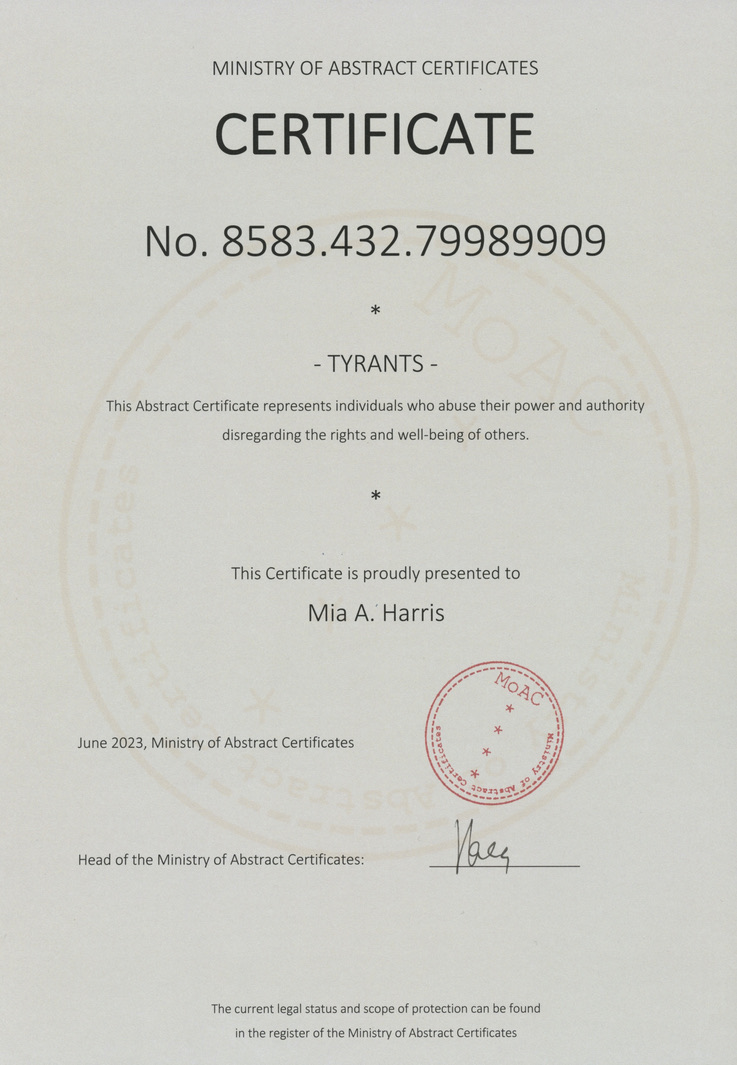 MINISTRY OF ABSTRACT CERTIFICATES
CERTIFICATE
No. 8583.432.79989909
*
- TYRANTS -
This Abstract Certificate represents individuals who abuse their power and authority
disregarding the rights and well-being of others.
*
This Certificate is proudly presented to
Mia A. Harris
MoAC
Ministry of Abstract Certificates
June 2023, Ministry of Abstract Certificates
Head of the Ministry of Abstract Certificates:
The current legal status and scope of protection can be found
in the register of the Ministry of Abstract Certificates